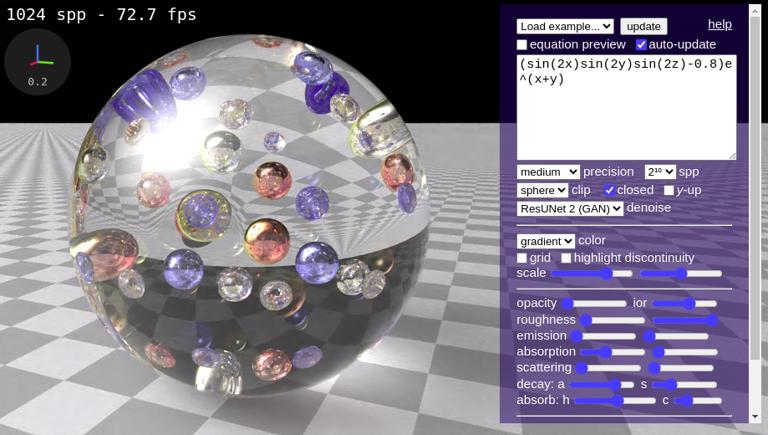 1024 spp - 72.7 fps
0.2
Load example... update help
equation preview auto-update
(sin(2x)sin(2y)sin(2z)-0.8)e
^(x+y)
medium precision 2¹⁰ spp
sphere clip closed y-up
ResUNet 2 (GAN) denoise
gradient color
grid highlight discontinuity
scale
opacity ior
roughness
emission
absorption
scattering
decay: a s
absorb: h c